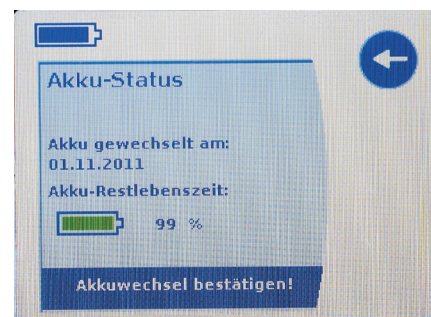 Akku-Status
Akku gewechselt am:
01.11.2011
Akku-Restlebenszeit:
99 %
Akkuwechsel bestätigen!